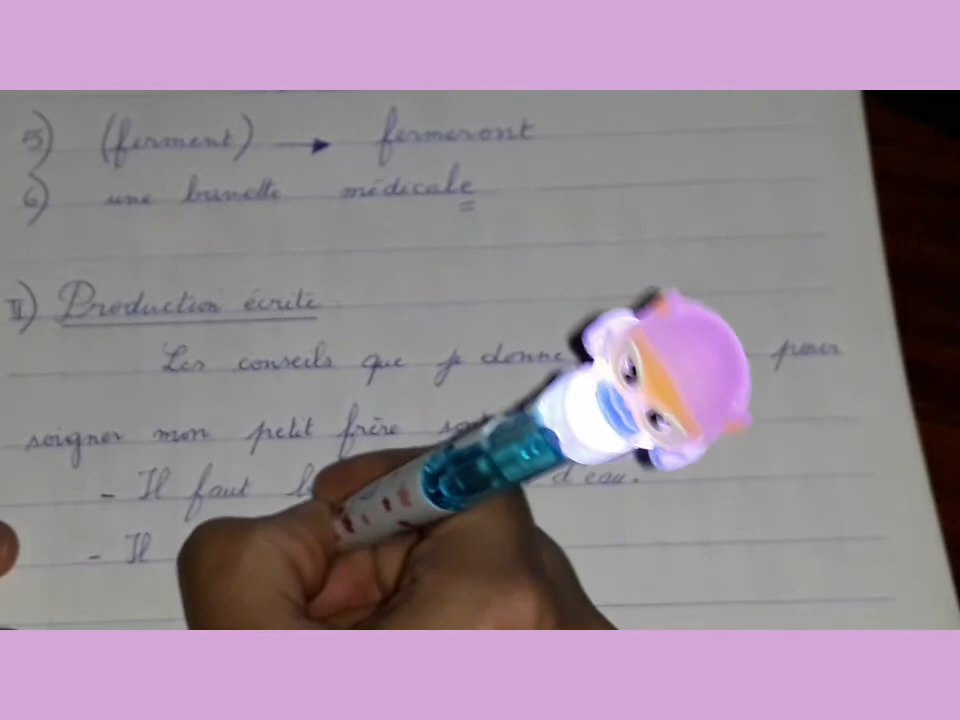 5) (ferment) → fermeront
6) une bavette médicale
II) Production écrite
Les conseils que je donne pour
soigner mon petit frère
- Il faut d'eau.
- Il